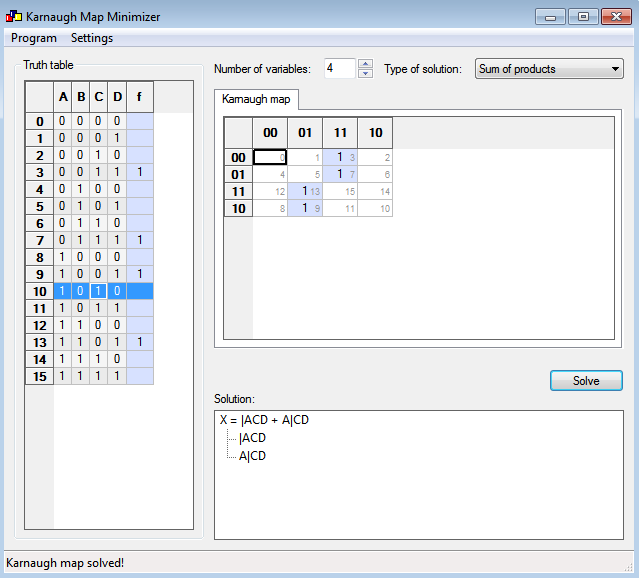 Karnaugh Map Minimizer
Program Settings
Truth table
A B C D f
0 0 0 0 0
1 0 0 0 1
2 0 0 1 0
3 0 0 1 1 1
4 0 1 0 0
5 0 1 0 1
6 0 1 1 0
7 0 1 1 1 1
8 1 0 0 0
9 1 0 0 1 1
10 1 0 1 0
11 1 0 1 1
12 1 1 0 0
13 1 1 0 1 1
14 1 1 1 0
15 1 1 1 1
Number of variables: 4 Type of solution: Sum of products
Karnaugh map
00 01 11 10
00 0 1 1 3 2
01 4 5 1 7 6
11 12 1 13 15 14
10 8 1 9 11 10
Solve
Solution:
X = |ACD + A|CD
|ACD
A|CD
Karnaugh map solved!